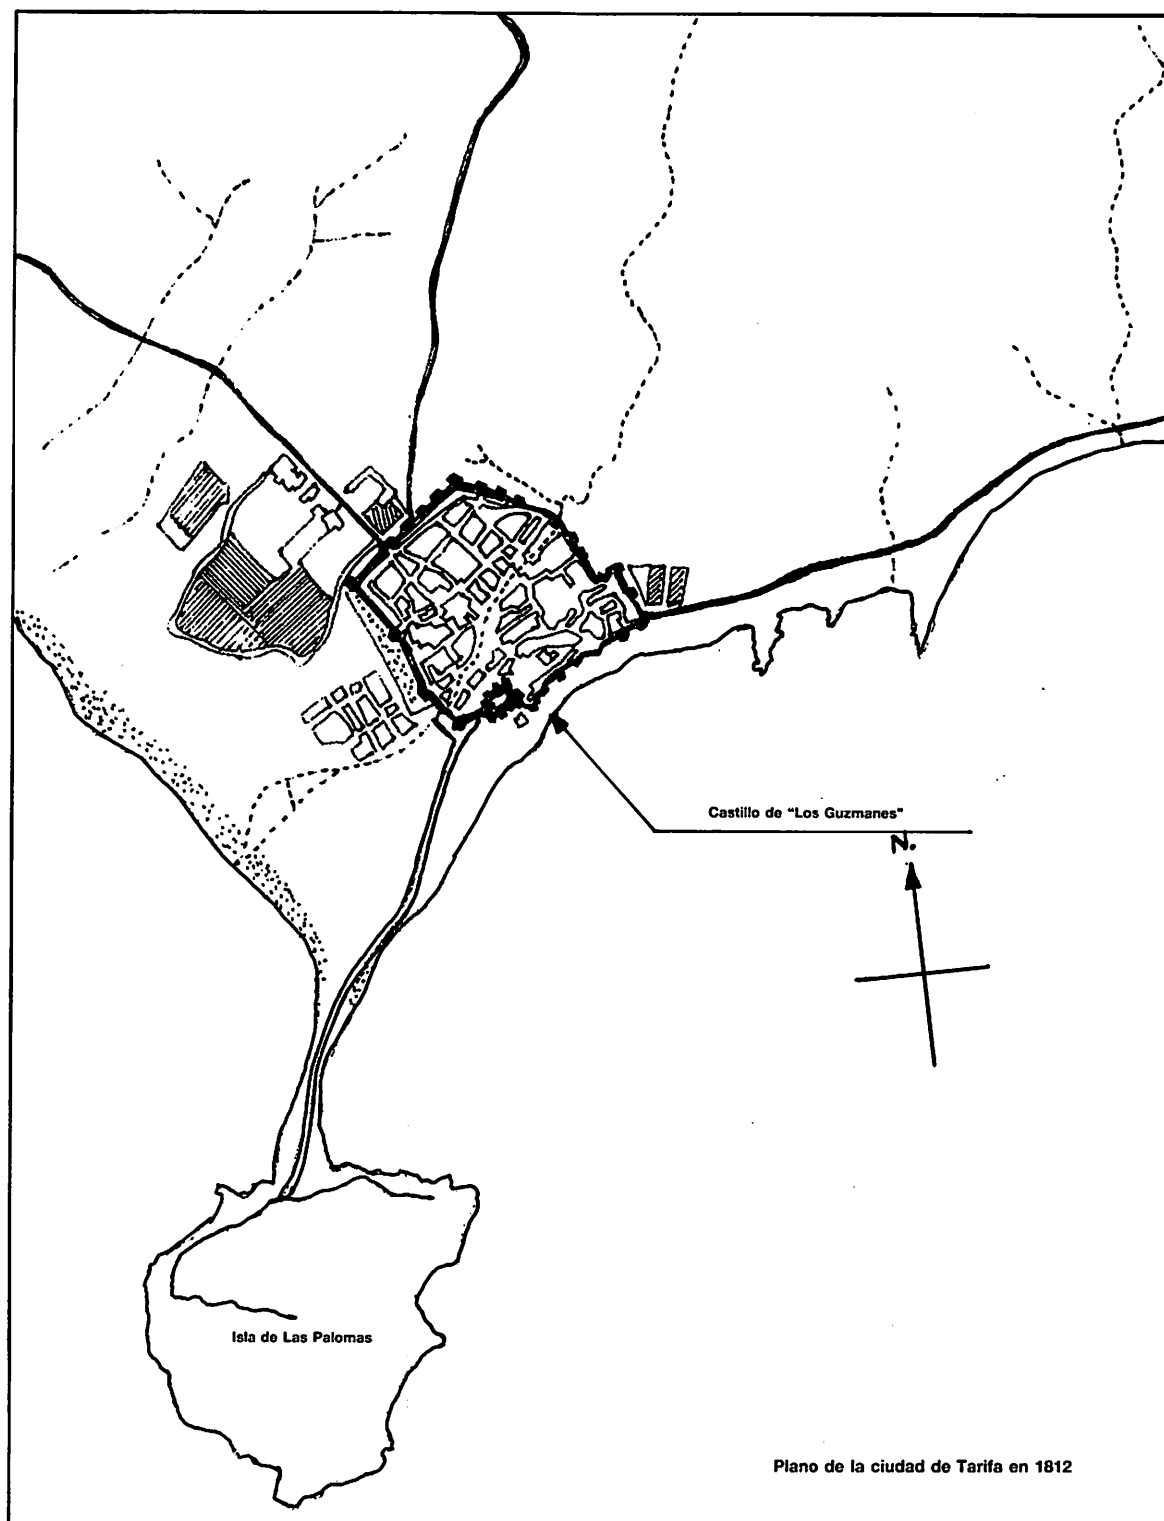 Castillo de "Los Guzmanes"
N.
Isla de Las Palomas
Plano de la ciudad de Tarifa en 1812